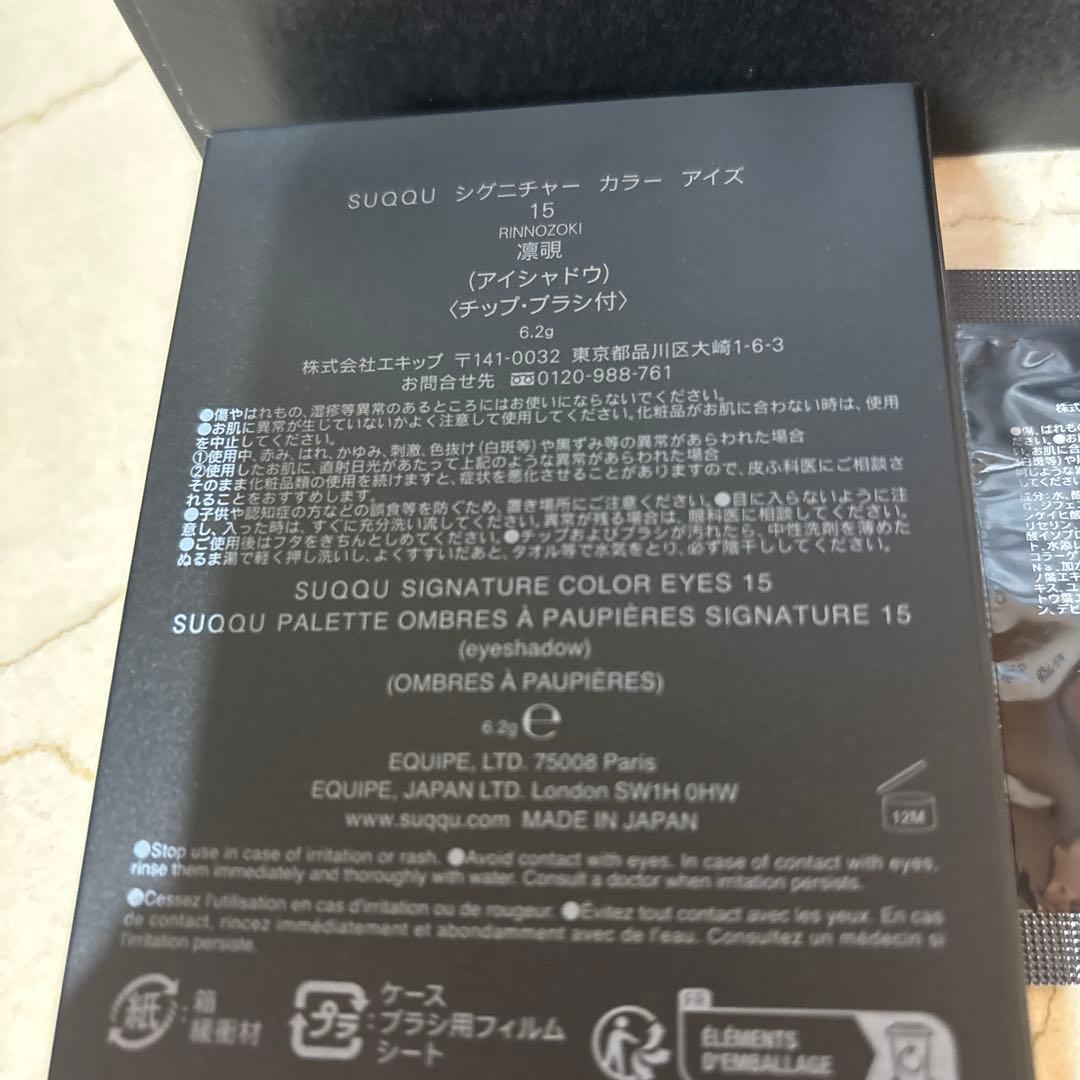 SUQQU シグニチャー カラー アイズ
15
RINNOZOKI
凛覗
(アイシャドウ)
〈チップ・ブラシ付〉
6.2g
株式会社エキップ 〒141-0032 東京都品川区大崎1-6-3
お問合せ先 0120-988-761
●傷やはれもの、湿疹等異常のあるところにはお使いにならないでください。
●お肌に異常が生じていないかよく注意して使用してください。化粧品がお肌に合わない時は、使用
を中止してください。
①使用中、赤み、はれ、かゆみ、刺激、色抜け(白斑等)や黒ずみ等の異常があらわれた場合
②使用したお肌に、直射日光があたって上記のような異常があらわれた場合
そのまま化粧品類の使用を続けますと、症状を悪化させることがありますので、皮ふ科医にご相談さ
れることをおすすめします。
●子供や認知症の方などの誤食等を防ぐため、置き場所にご注意ください。●目に入らないように注
意し、入った時は、すぐに充分洗い流してください。異常が残る場合は、眼科医に相談してください。
●ご使用後はフタをきちんとしめてください。●チップおよびブラシが汚れたら、中性洗剤を薄めた
ぬるま湯で軽く押し洗いし、よくすすいだあと、タオル等で水気をとり、必ず陰干ししてください。
SUQQU SIGNATURE COLOR EYES 15
SUQQU PALETTE OMBRES À PAUPIÈRES SIGNATURE 15
(eyeshadow)
(OMBRES À PAUPIÈRES)
6.2g ℮
EQUIPE, LTD. 75008 Paris
EQUIPE, JAPAN LTD. London SW1H 0HW
www.suqqu.com MADE IN JAPAN
12M
●Stop use in case of irritation or rash. ●Avoid contact with eyes. In case of contact with eyes,
rinse them immediately and thoroughly with water. Consult a doctor when irritation persists.
●Cessez l'utilisation en cas d'irritation ou de rougeur. ●Évitez tout contact avec les yeux. En cas
de contact, rincez immédiatement et abondamment avec de l'eau. Consultez un médecin si
l'irritation persiste.
紙:箱
緩衝材
プラ:ケース
ブラシ用フィルム
シート
FR
ÉLÉMENTS
D'EMBALLAGE